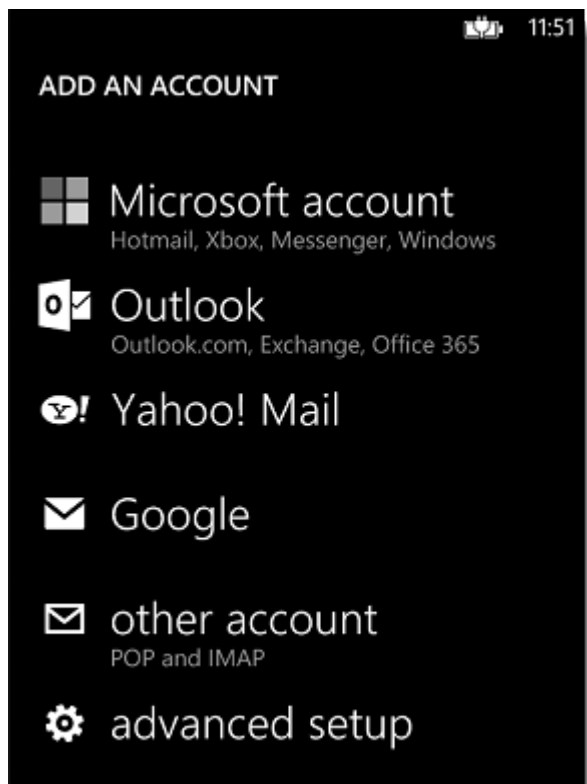 11:51
ADD AN ACCOUNT
Microsoft account
Hotmail, Xbox, Messenger, Windows
Outlook
Outlook.com, Exchange, Office 365
Yahoo! Mail
Google
other account
POP and IMAP
advanced setup